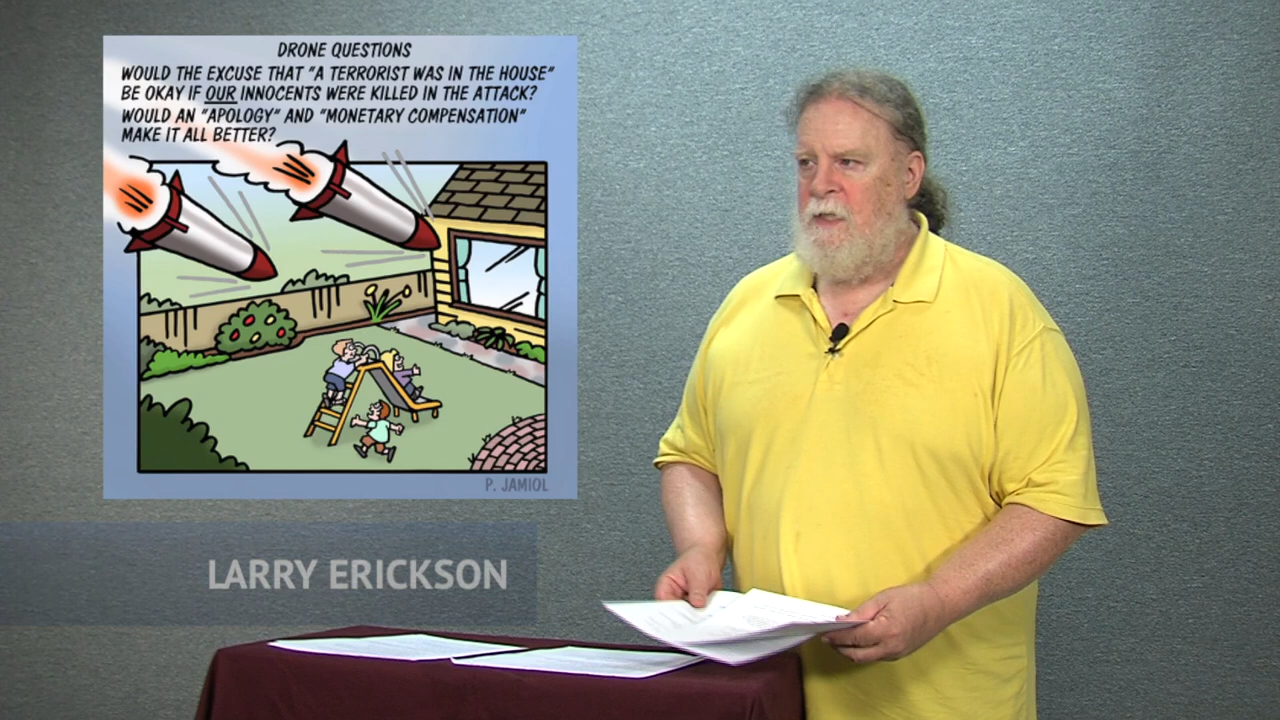 DRONE QUESTIONS
WOULD THE EXCUSE THAT "A TERRORIST WAS IN THE HOUSE"
BE OKAY IF OUR INNOCENTS WERE KILLED IN THE ATTACK?
WOULD AN "APOLOGY" AND "MONETARY COMPENSATION"
MAKE IT ALL BETTER?
P. JAMIOL
LARRY ERICKSON